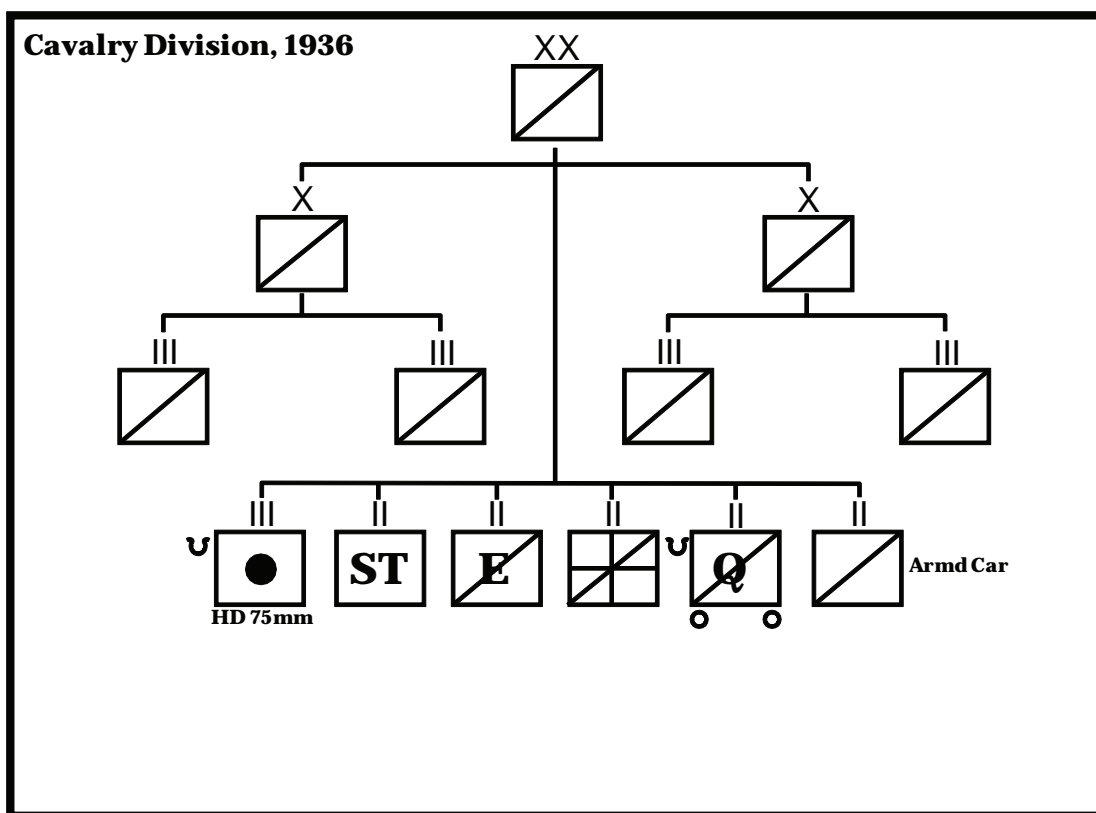 Cavalry Division, 1936
XX
X X
III III III III
III II II II II II
ST E Q Armd Car
HD 75mm